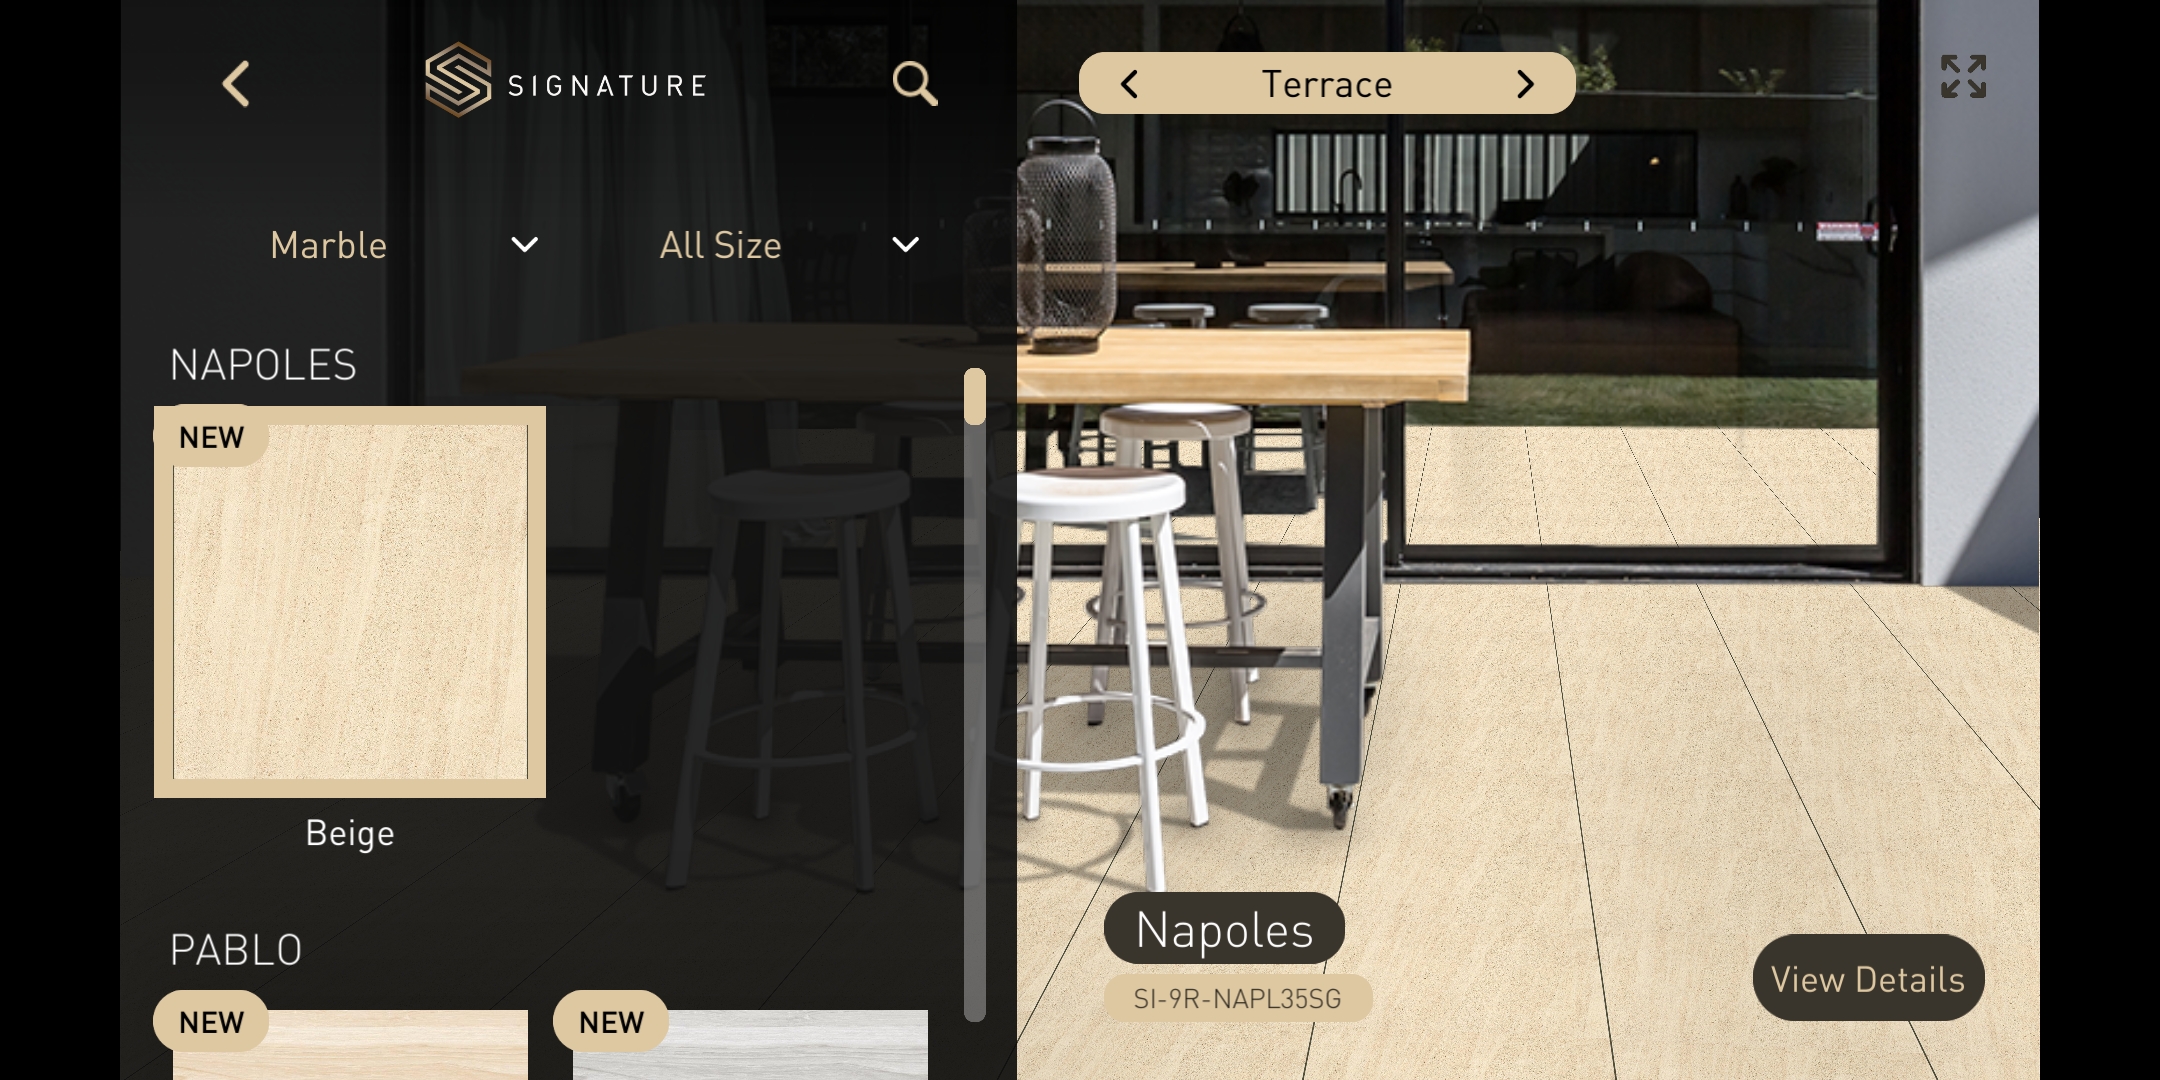 SIGNATURE
Marble
All Size
NAPOLES
NEW
Beige
PABLO
NEW
NEW
Terrace
Napoles
SI-9R-NAPL35SG
View Details